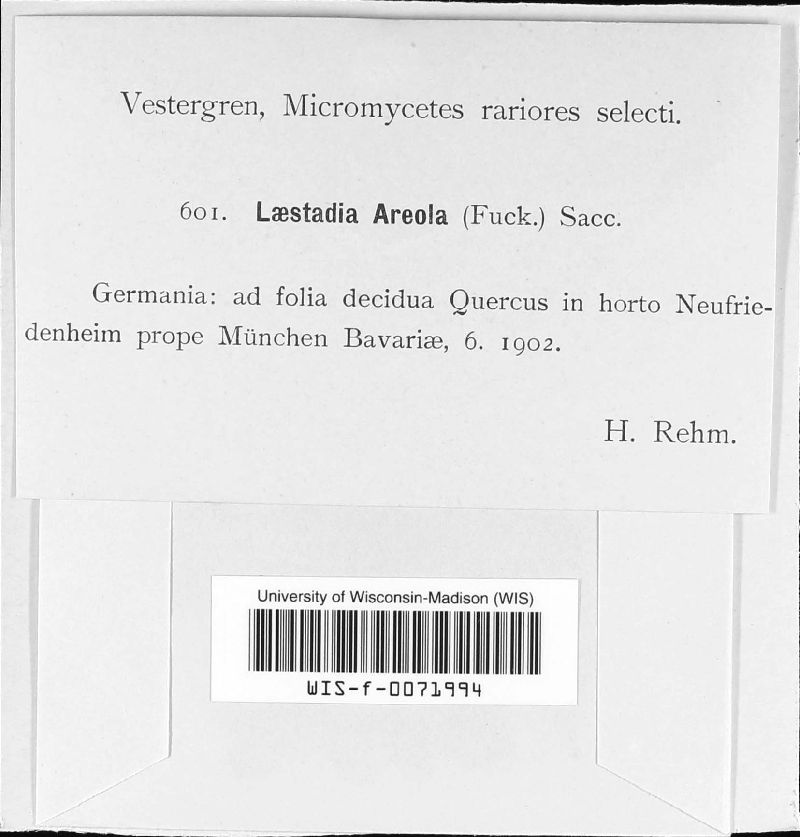 Vestergren, Micromycetes rariores selecti.
601. Læstadia Areola (Fuck.) Sacc.
Germania: ad folia decidua Quercus in horto Neufrie-
denheim prope München Bavariæ, 6. 1902.
H. Rehm.
University of Wisconsin-Madison (WIS)
WIS-f-0071994